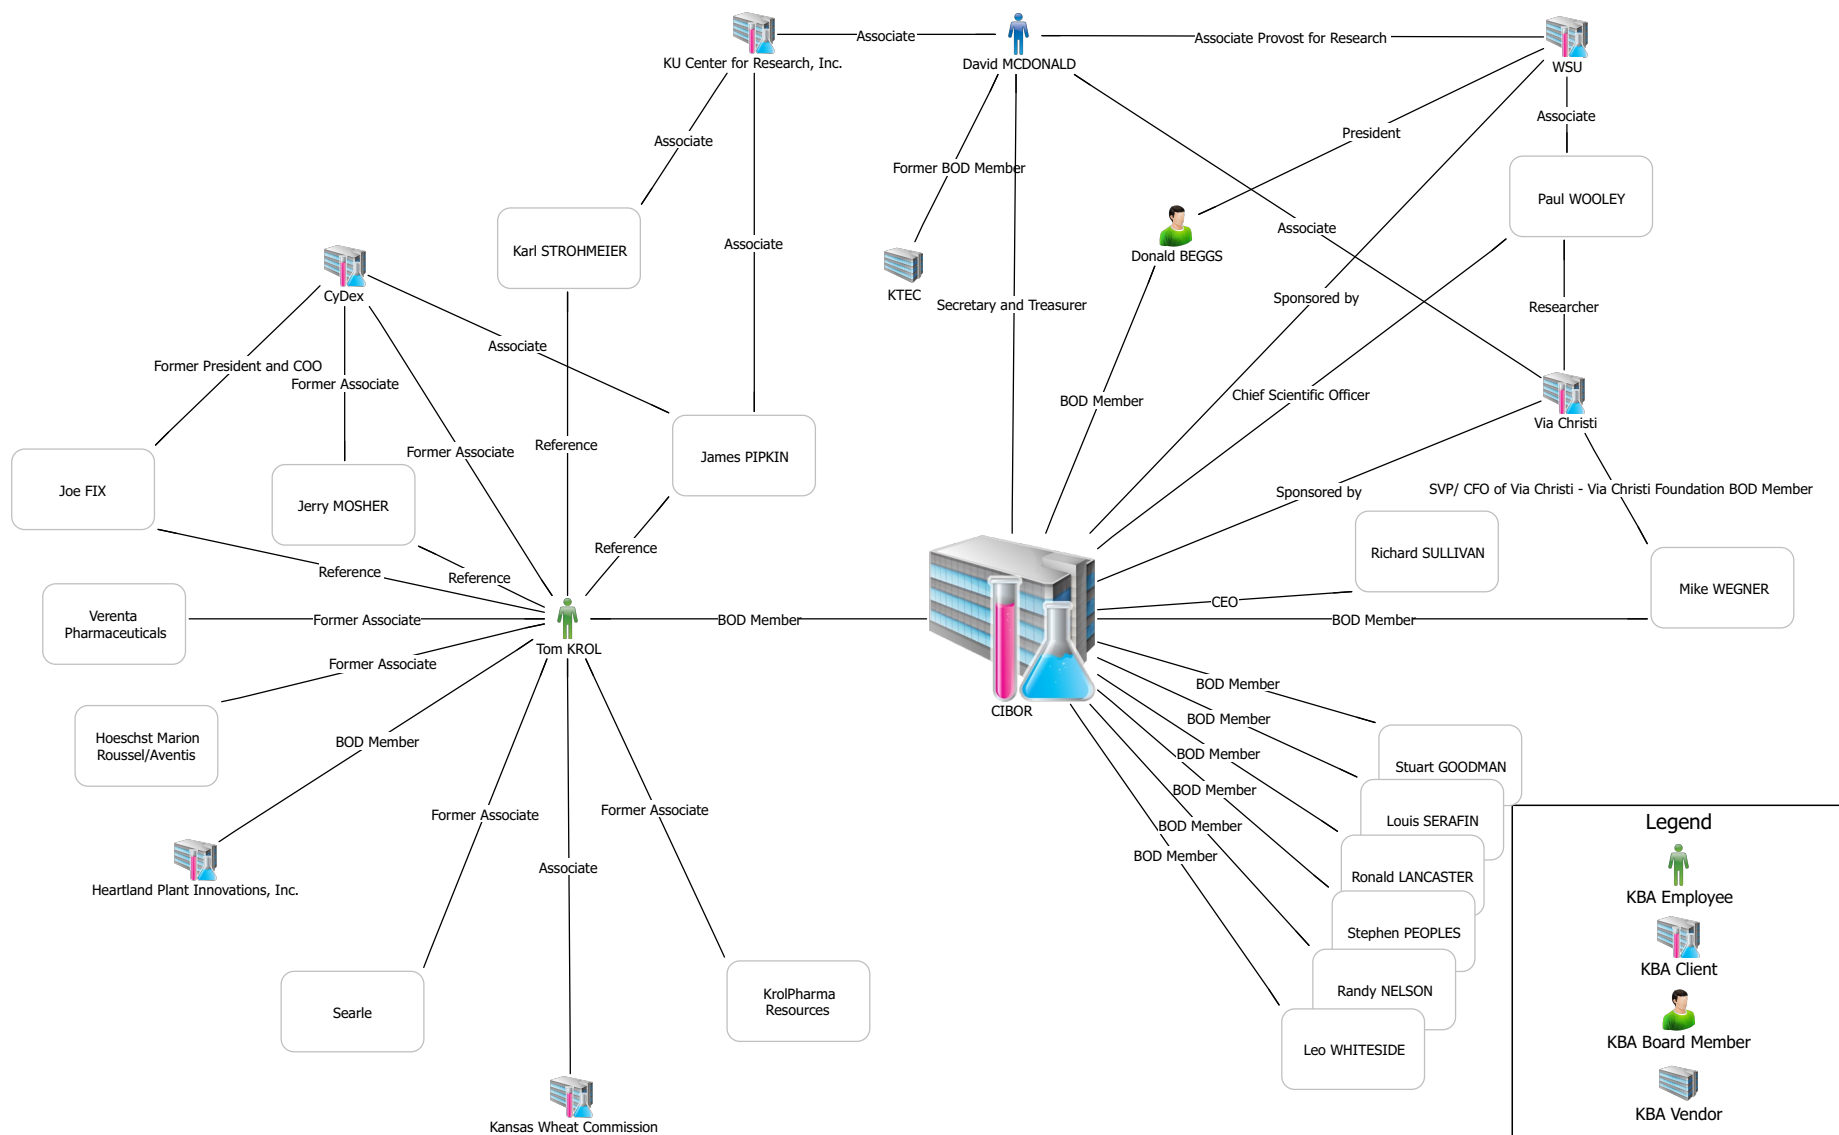 Associate
Associate Provost for Research
KU Center for Research, Inc.
David MCDONALD
WSU
Associate
Associate
President
Former BOD Member
Paul WOOLEY
Karl STROHMEIER
Associate
Associate
Donald BEGGS
CyDex
KTEC
Secretary and Treasurer
Sponsored by
Researcher
Associate
Former President and COO
Former Associate
BOD Member
Chief Scientific Officer
Via Christi
Reference
Former Associate
James PIPKIN
Joe FIX
Jerry MOSHER
Sponsored by
SVP/ CFO of Via Christi - Via Christi Foundation BOD Member
Richard SULLIVAN
Reference
Reference
Reference
Mike WEGNER
CEO
Verenta
Pharmaceuticals
Former Associate
BOD Member
BOD Member
Tom KROL
Former Associate
BOD Member
CIBOR
BOD Member
Hoeschst Marion
Roussel/Aventis
BOD Member
BOD Member
Stuart GOODMAN
BOD Member
Former Associate
Former Associate
BOD Member
Louis SERAFIN
Legend
BOD Member
Associate
Ronald LANCASTER
Heartland Plant Innovations, Inc.
KBA Employee
Stephen PEOPLES
KBA Client
KrolPharma
Resources
Randy NELSON
Searle
KBA Board Member
Leo WHITESIDE
KBA Vendor
Kansas Wheat Commission